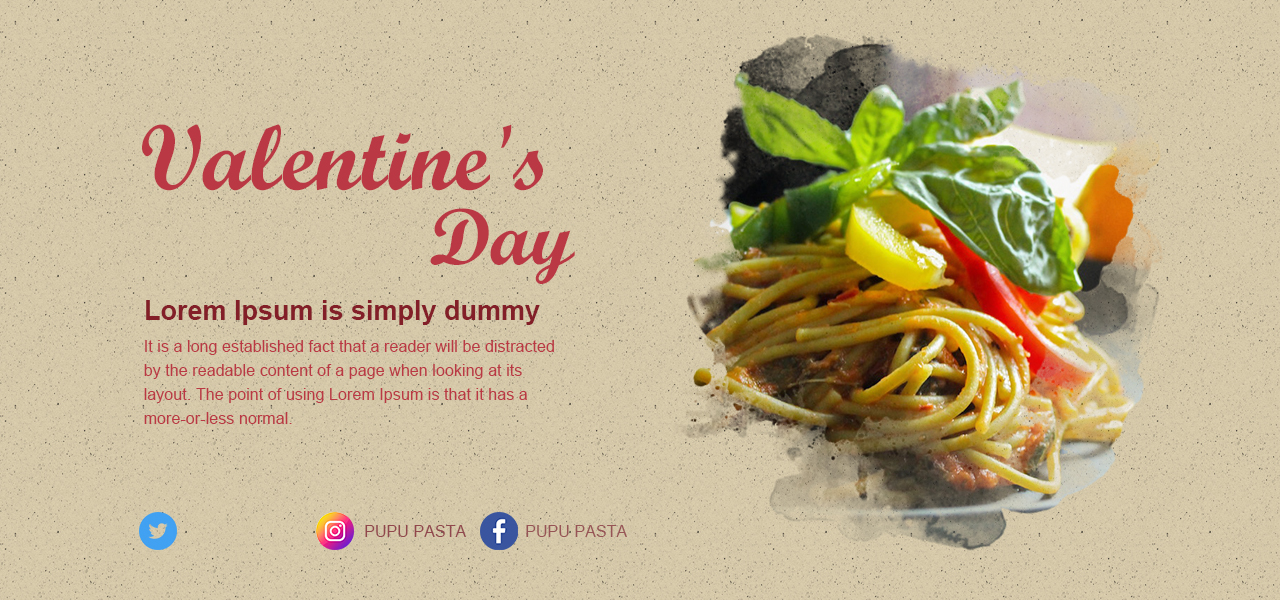 Valentine's
Day
Lorem Ipsum is simply dummy
It is a long established fact that a reader will be distracted
by the readable content of a page when looking at its
layout. The point of using Lorem Ipsum is that it has a
more-or-less normal.
PUPU PASTA PUPU PASTA